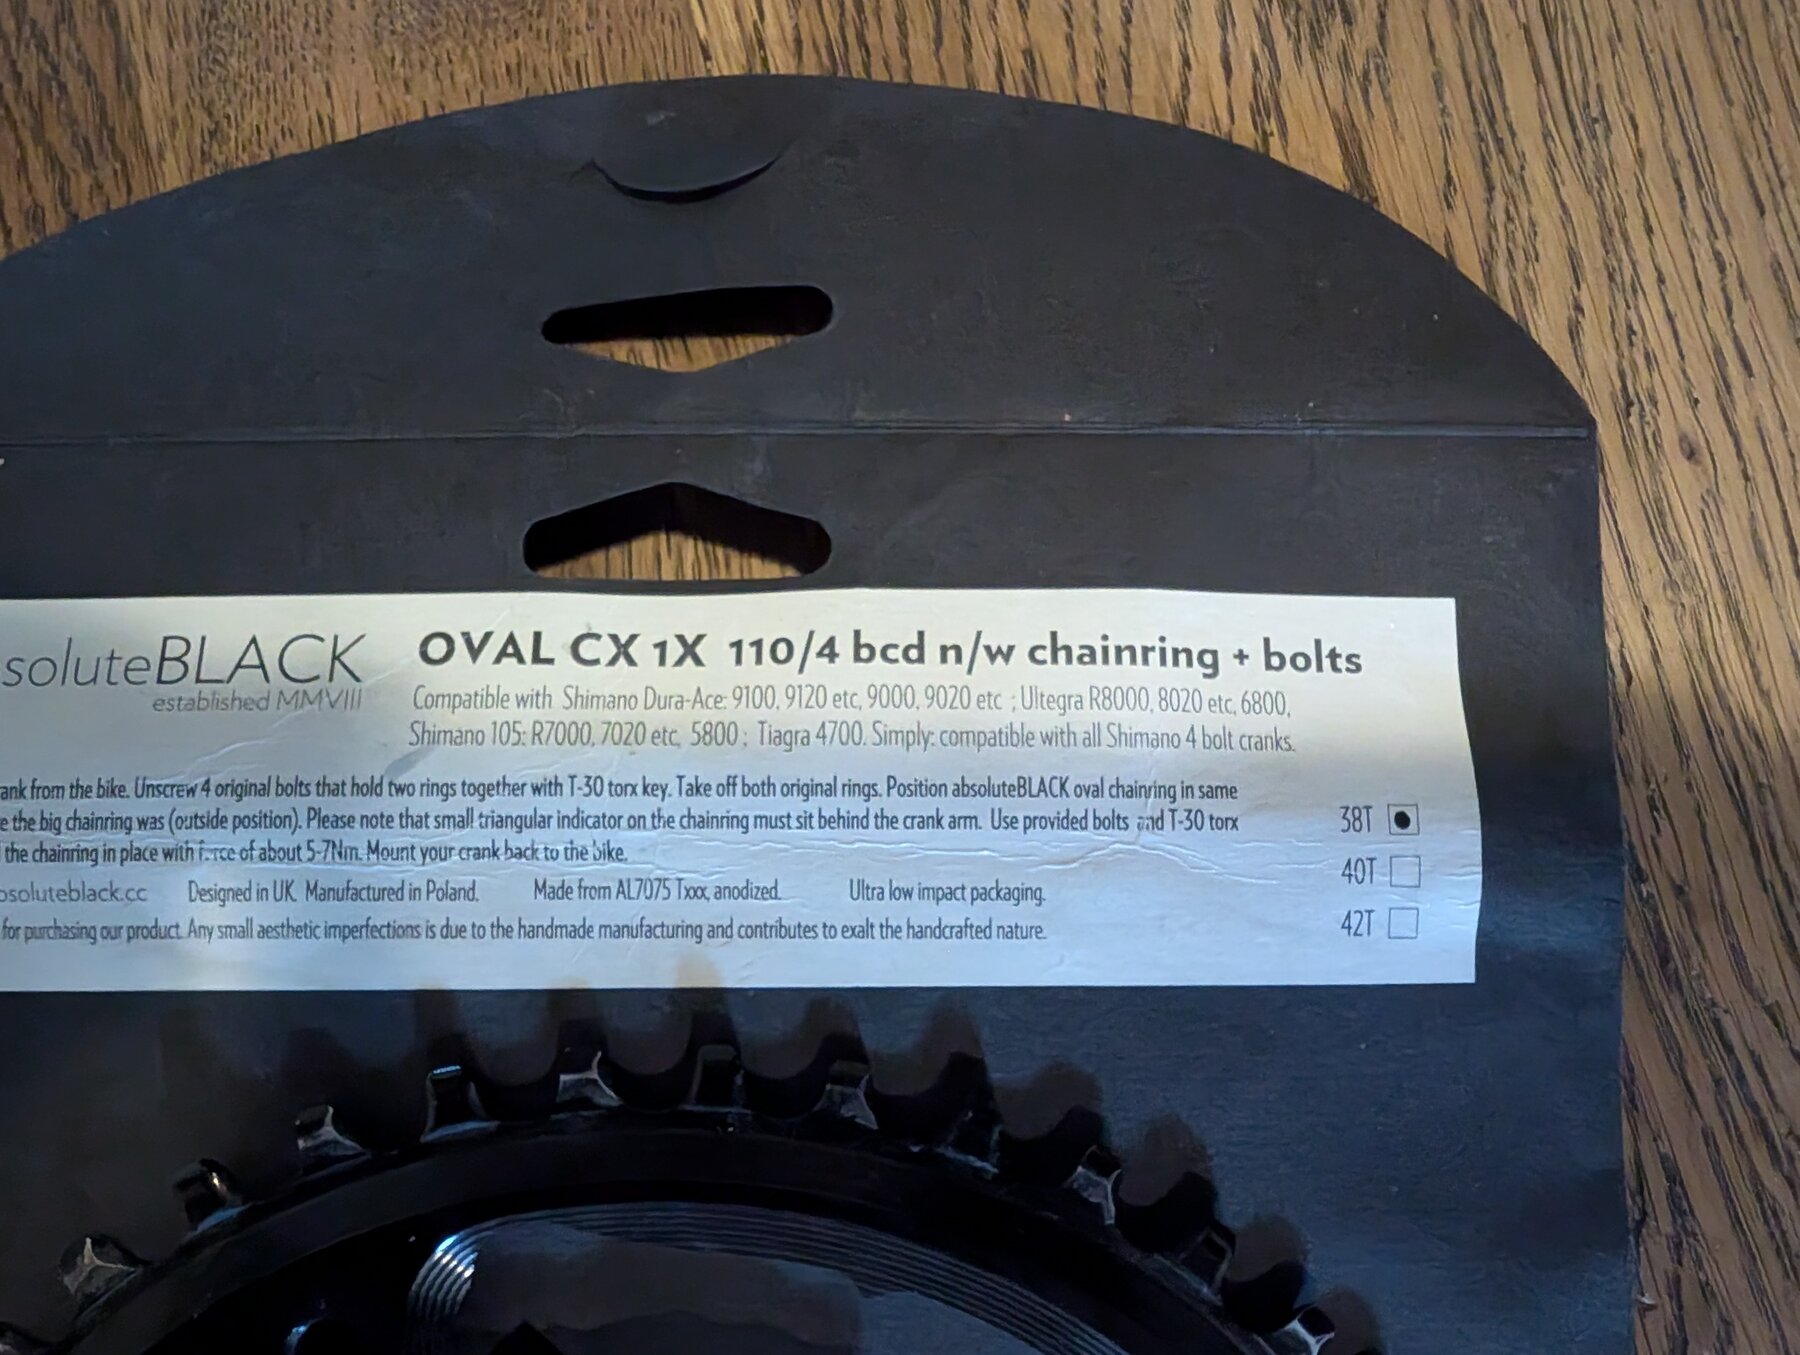 soluteBLACK
established MMVIII
OVAL CX 1X 110/4 bcd n/w chainring + bolts
Compatible with Shimano Dura-Ace: 9100, 9120 etc, 9000, 9020 etc ; Ultegra R8000, 8020 etc, 6800,
Shimano 105: R7000, 7020 etc, 5800 ; Tiagra 4700. Simply: compatible with all Shimano 4 bolt cranks.
ank from the bike. Unscrew 4 original bolts that hold two rings together with T-30 torx key. Take off both original rings. Position absoluteBLACK oval chainring in same
e the big chainring was (outside position). Please note that small triangular indicator on the chainring must sit behind the crank arm. Use provided bolts and T-30 torx
the chainring in place with force of about 5-7Nm. Mount your crank back to the bike.
soluteblack.cc Designed in UK. Manufactured in Poland. Made from AL7075 Txxx, anodized. Ultra low impact packaging.
for purchasing our product. Any small aesthetic imperfections is due to the handmade manufacturing and contributes to exalt the handcrafted nature.
38T
40T
42T